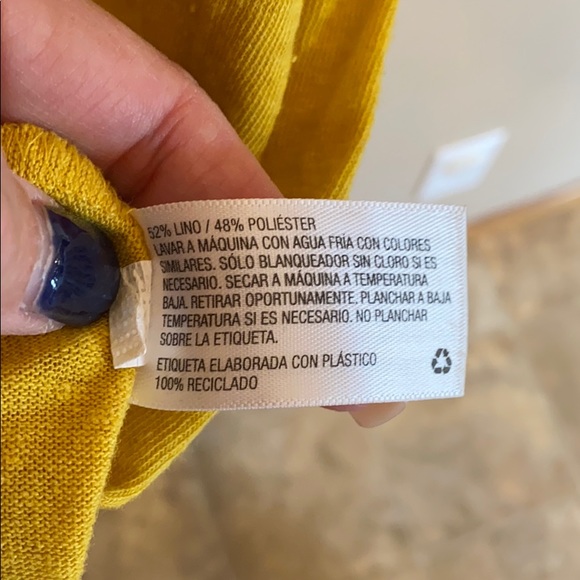 52% LINO / 48% POLIÉSTER
LAVAR A MÁQUINA CON AGUA FRÍA CON COLORES
SIMILARES. SÓLO BLANQUEADOR SIN CLORO SI ES
NECESARIO. SECAR A MÁQUINA A TEMPERATURA
BAJA. RETIRAR OPORTUNAMENTE. PLANCHAR A BAJA
TEMPERATURA SI ES NECESARIO. NO PLANCHAR
SOBRE LA ETIQUETA.
ETIQUETA ELABORADA CON PLÁSTICO
100% RECICLADO